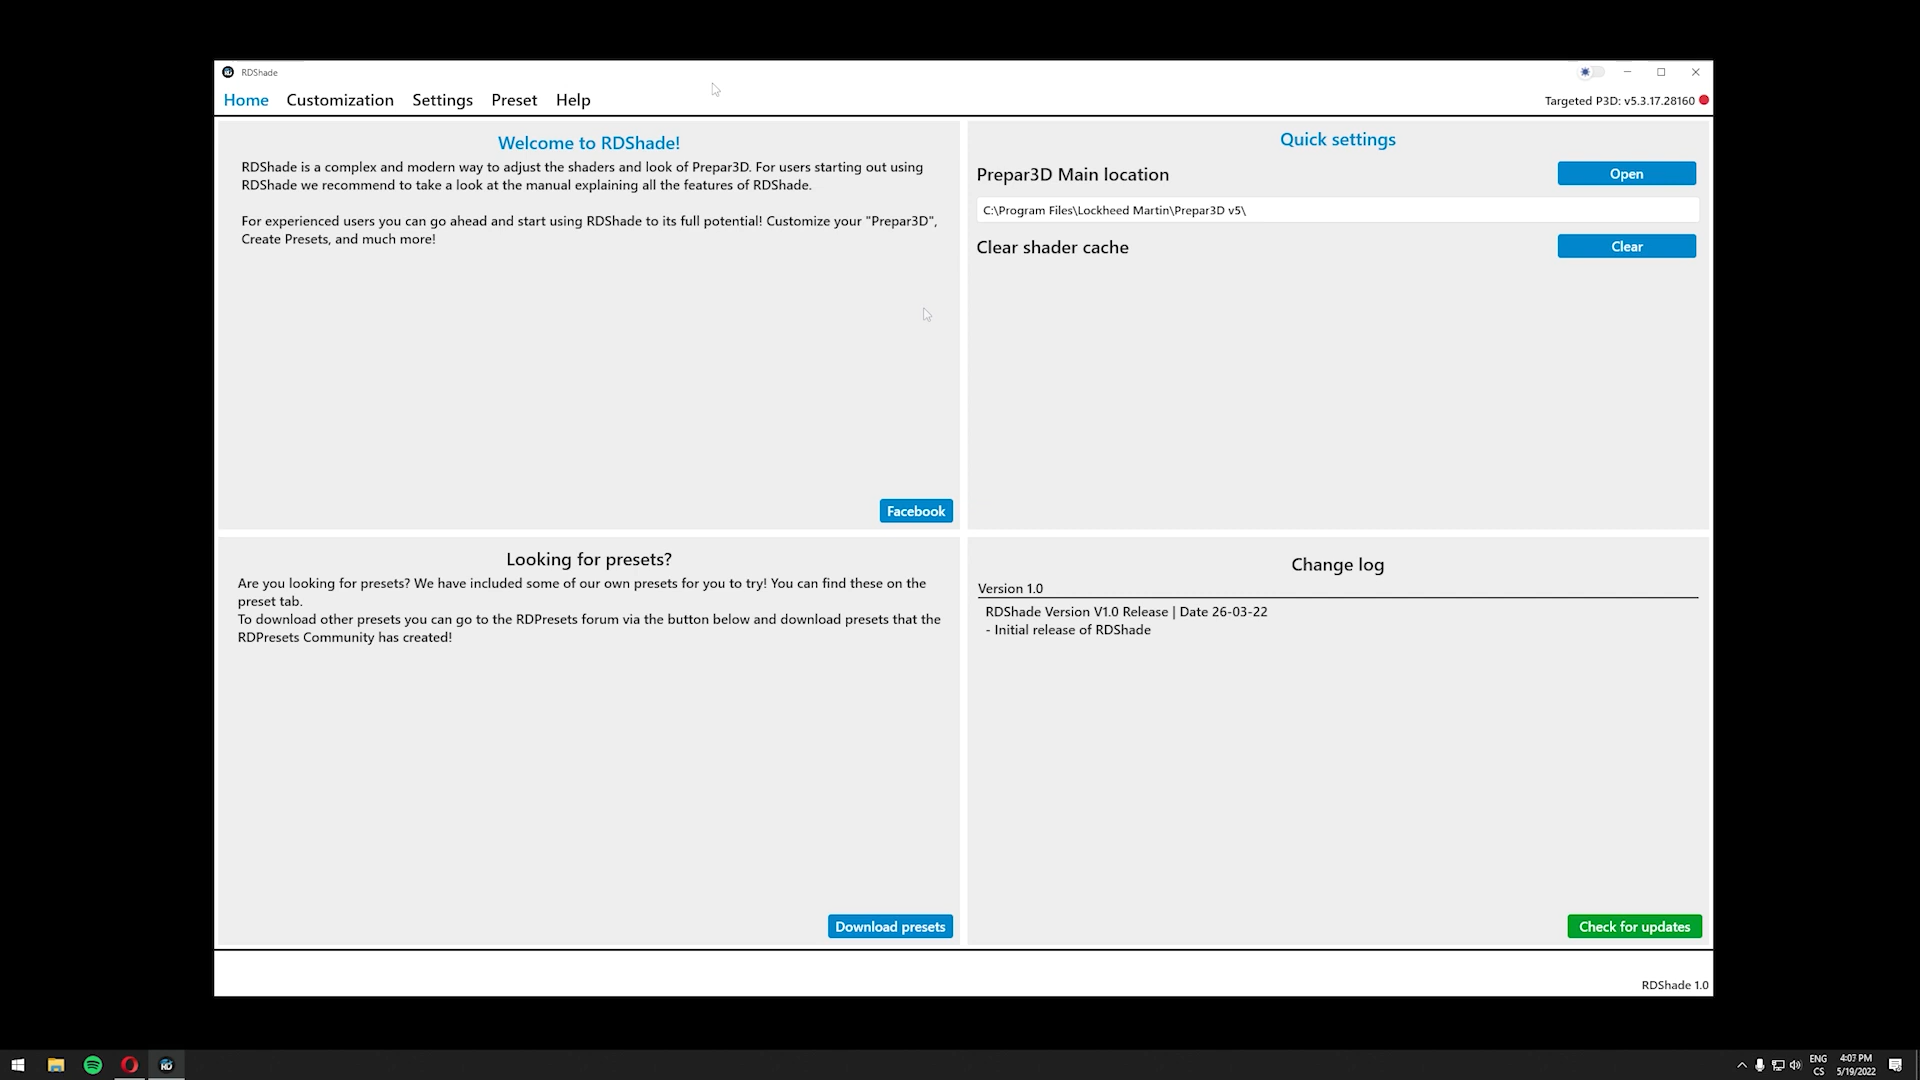 RDShade
Home Customization Settings Preset Help
Targeted P3D: v5.3.17.28160
Welcome to RDShade!
RDShade is a complex and modern way to adjust the shaders and look of Prepar3D. For users starting out using
RDShade we recommend to take a look at the manual explaining all the features of RDShade.
For experienced users you can go ahead and start using RDShade to its full potential! Customize your "Prepar3D",
Create Presets, and much more!
Facebook
Quick settings
Prepar3D Main location
Open
C:\Program Files\Lockheed Martin\Prepar3D v5\
Clear shader cache
Clear
Looking for presets?
Are you looking for presets? We have included some of our own presets for you to try! You can find these on the
preset tab.
To download other presets you can go to the RDPresets forum via the button below and download presets that the
RDPresets Community has created!
Download presets
Change log
Version 1.0
RDShade Version V1.0 Release | Date 26-03-22
- Initial release of RDShade
Check for updates
RDShade 1.0
ENG
CS
4:07 PM
5/19/2022